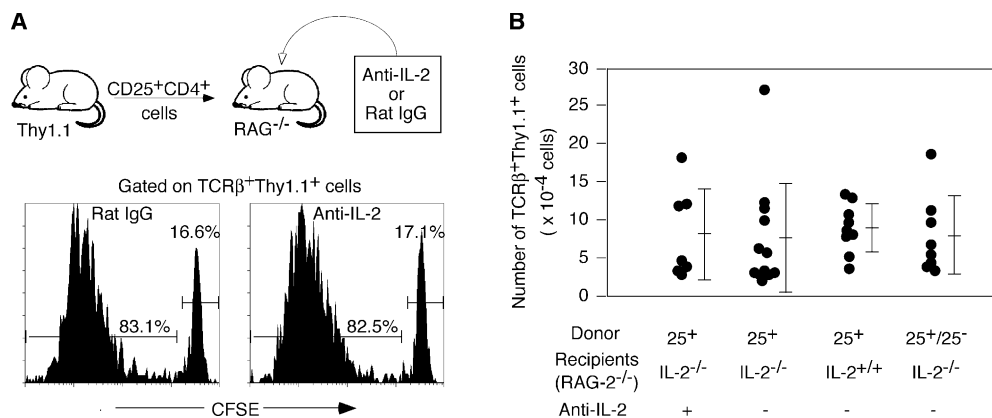 A
CD25+CD4+
cells
Thy1.1
RAG-/-
Anti-IL-2
or
Rat IgG
Gated on TCRβ+Thy1.1+ cells
Rat IgG
16.6%
83.1%
Anti-IL-2
17.1%
82.5%
CFSE
B
Number of TCRβ+Thy1.1+ cells
( x 10-4 cells)
30
25
20
15
10
5
0
Donor 25+ 25+ 25+ 25+/25-
Recipients IL-2-/- IL-2-/- IL-2+/+ IL-2-/-
(RAG-2-/-)
Anti-IL-2 + - - -